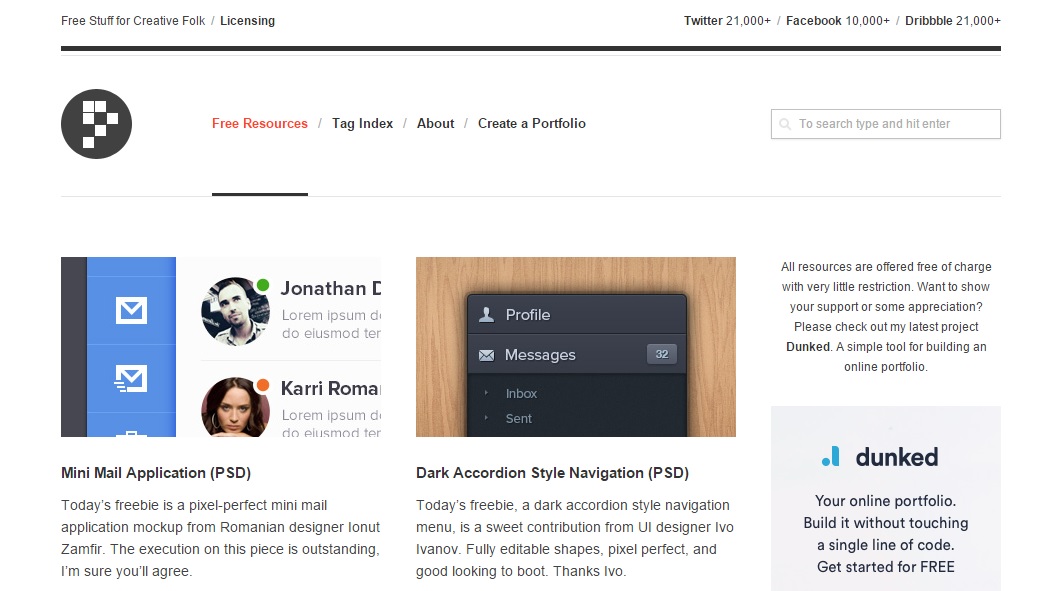 Free Stuff for Creative Folk / Licensing
Twitter 21,000+ / Facebook 10,000+ / Dribbble 21,000+
Free Resources / Tag Index / About / Create a Portfolio
To search type and hit enter
Jonathan D
Lorem ipsum do
do eiusmod ter
Karri Roma
Lorem ipsum do
do eiusmod ter
Mini Mail Application (PSD)
Today’s freebie is a pixel-perfect mini mail
application mockup from Romanian designer Ionut
Zamfir. The execution on this piece is outstanding,
I’m sure you’ll agree.
Profile
Messages 32
Inbox
Sent
Dark Accordion Style Navigation (PSD)
Today’s freebie, a dark accordion style navigation
menu, is a sweet contribution from UI designer Ivo
Ivanov. Fully editable shapes, pixel perfect, and
good looking to boot. Thanks Ivo.
All resources are offered free of charge
with very little restriction. Want to show
your support or some appreciation?
Please check out my latest project
Dunked. A simple tool for building an
online portfolio.
dunked
Your online portfolio.
Build it without touching
a single line of code.
Get started for FREE